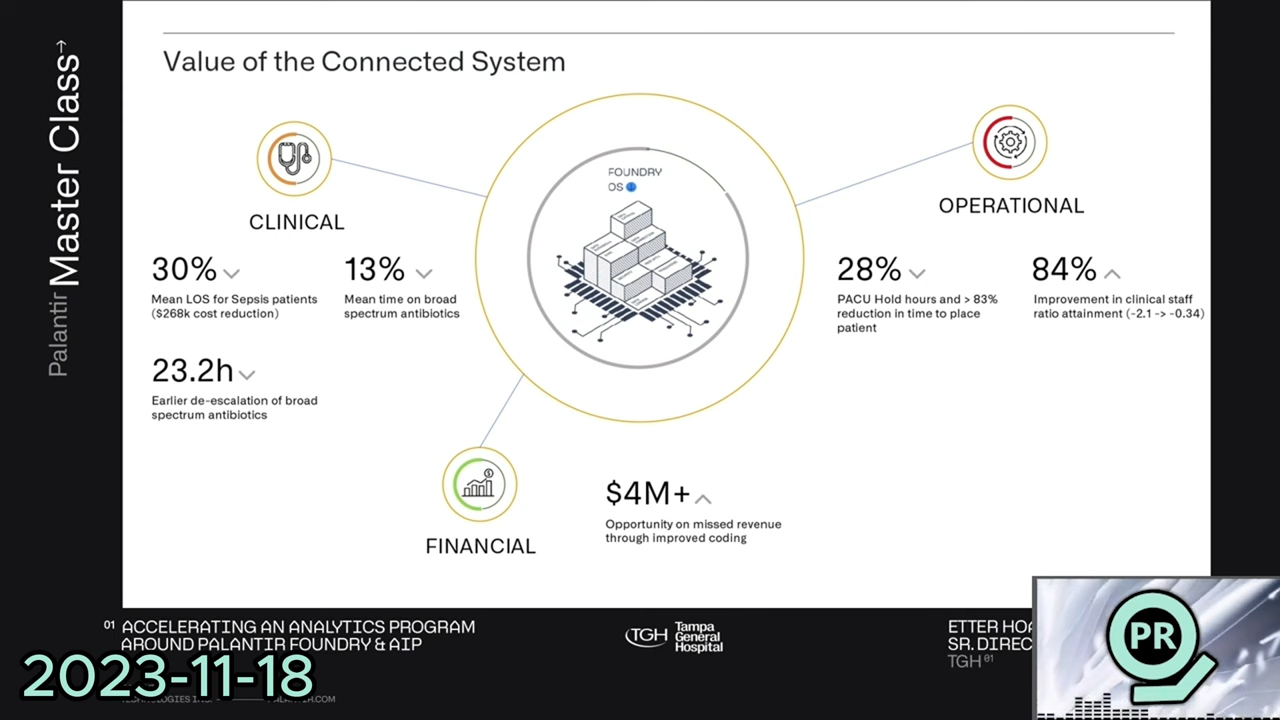 Palantir Master Class→
Value of the Connected System
FOUNDRY
OS
CLINICAL
30%
Mean LOS for Sepsis patients
($268k cost reduction)
13%
Mean time on broad
spectrum antibiotics
23.2h
Earlier de-escalation of broad
spectrum antibiotics
OPERATIONAL
28%
PACU Hold hours and > 83%
reduction in time to place
patient
84%
Improvement in clinical staff
ratio attainment (-2.1 -> -0.34)
FINANCIAL
$4M+
Opportunity on missed revenue
through improved coding
01 ACCELERATING AN ANALYTICS PROGRAM
AROUND PALANTIR FOUNDRY & AIP
TGH Tampa
General
Hospital
ETTER
SR.
TGH 01
2023-11-18
PALANTIR.COM
PR